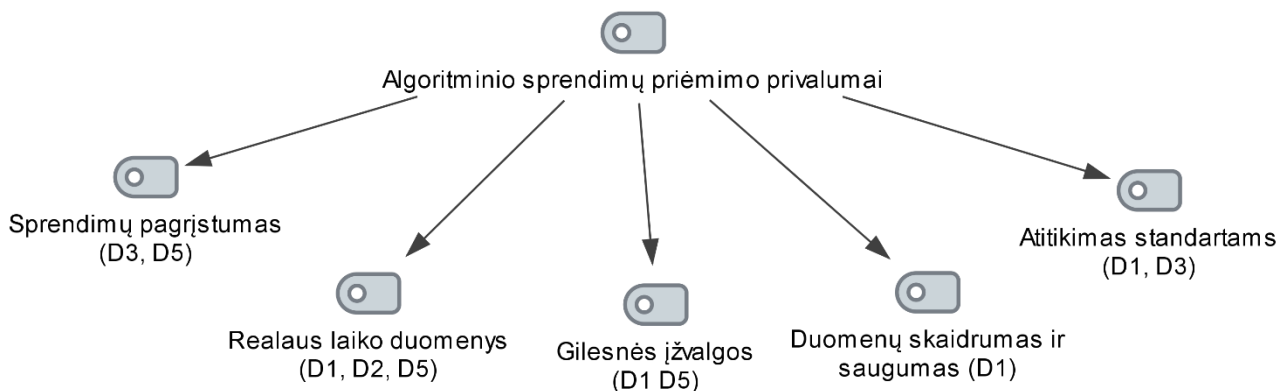 Algoritminio sprendimų priėmimo privalumai
Sprendimų pagrįstumas
(D3, D5)
Realaus laiko duomenys
(D1, D2, D5)
Gilesnės įžvalgos
(D1 D5)
Duomenų skaidrumas ir
saugumas (D1)
Atitikimas standartams
(D1, D3)